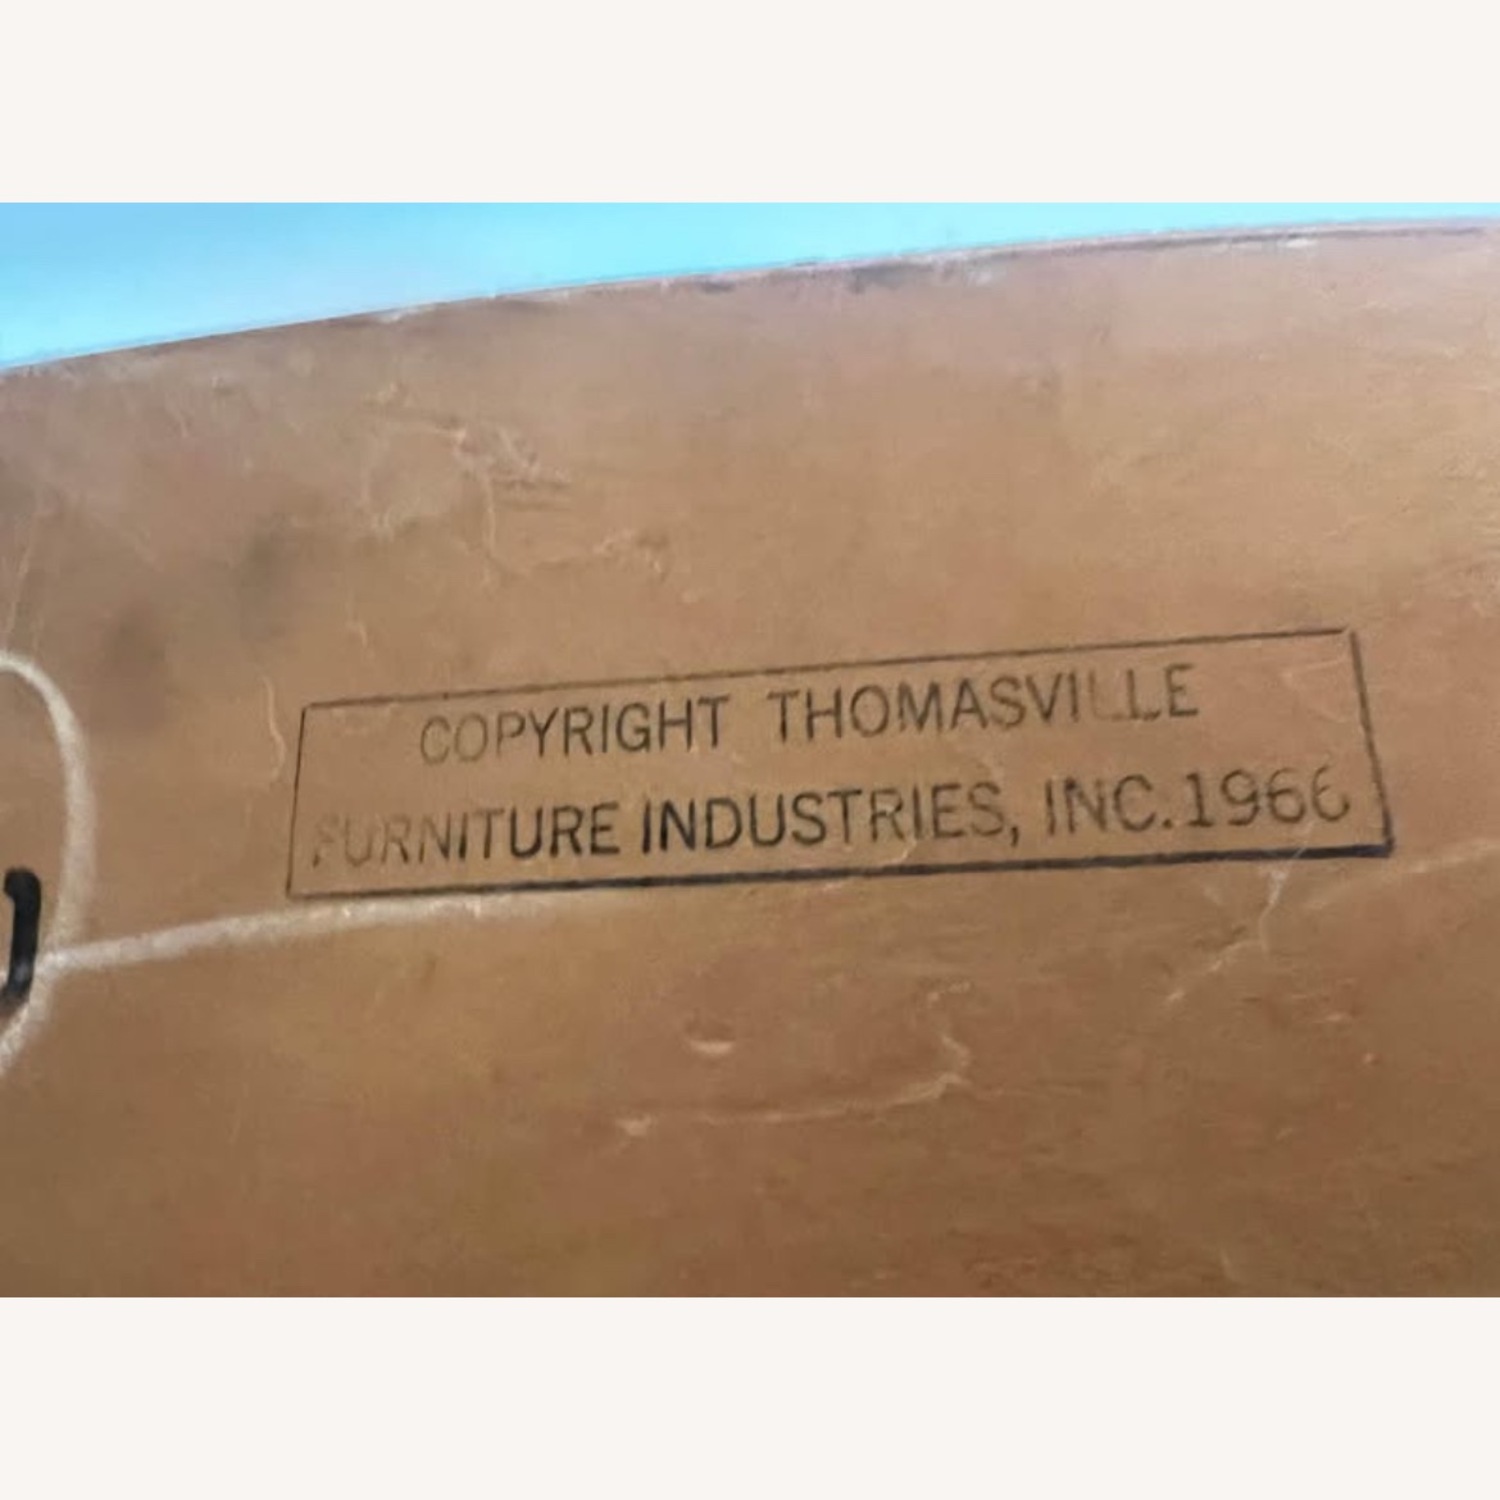 COPYRIGHT THOMASVILLE
FURNITURE INDUSTRIES, INC.1966